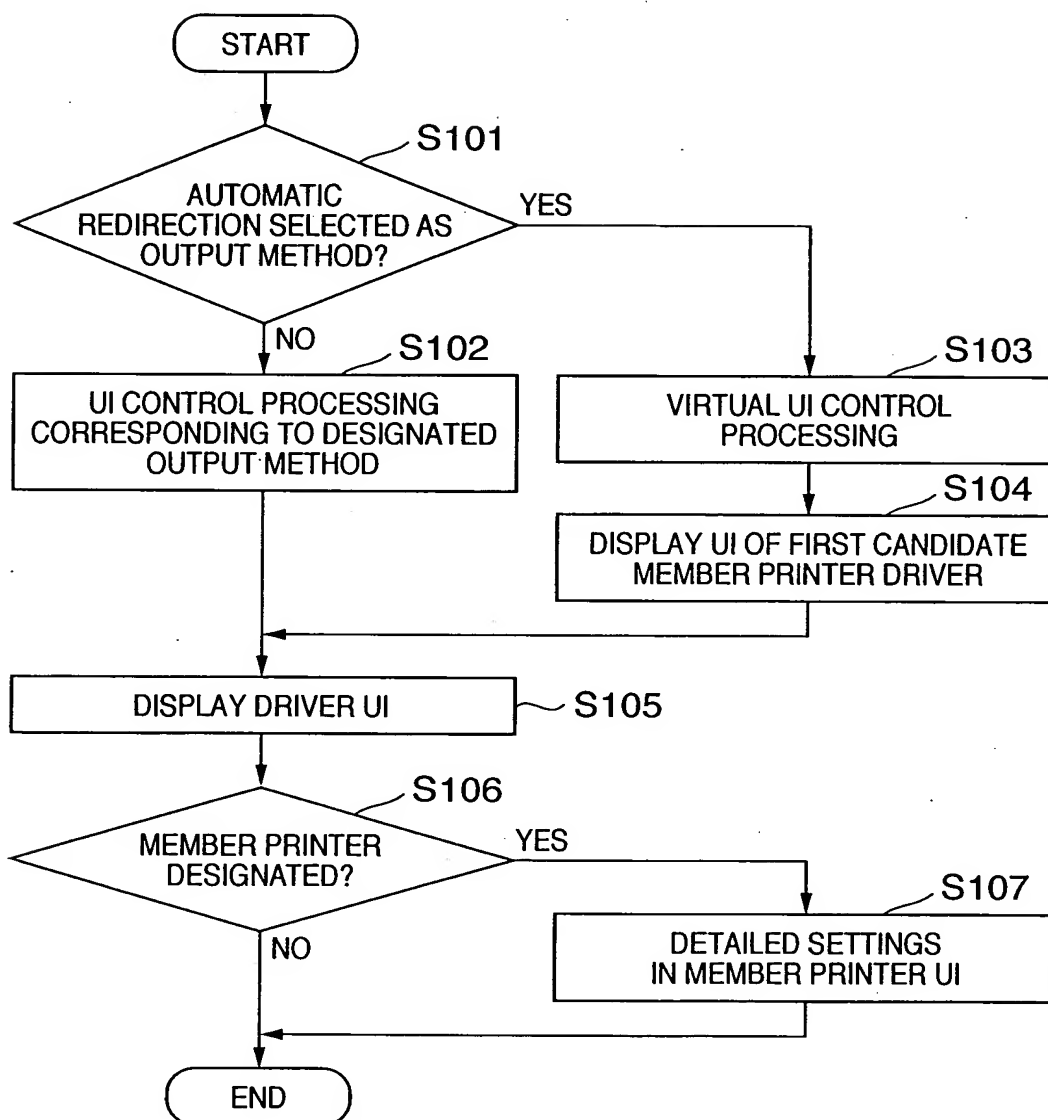 START
S101
AUTOMATIC
REDIRECTION SELECTED AS
OUTPUT METHOD?
YES
NO
S102
UI CONTROL PROCESSING
CORRESPONDING TO DESIGNATED
OUTPUT METHOD
S103
VIRTUAL UI CONTROL
PROCESSING
S104
DISPLAY UI OF FIRST CANDIDATE
MEMBER PRINTER DRIVER
DISPLAY DRIVER UI
S105
S106
MEMBER PRINTER
DESIGNATED?
YES
NO
S107
DETAILED SETTINGS
IN MEMBER PRINTER UI
END